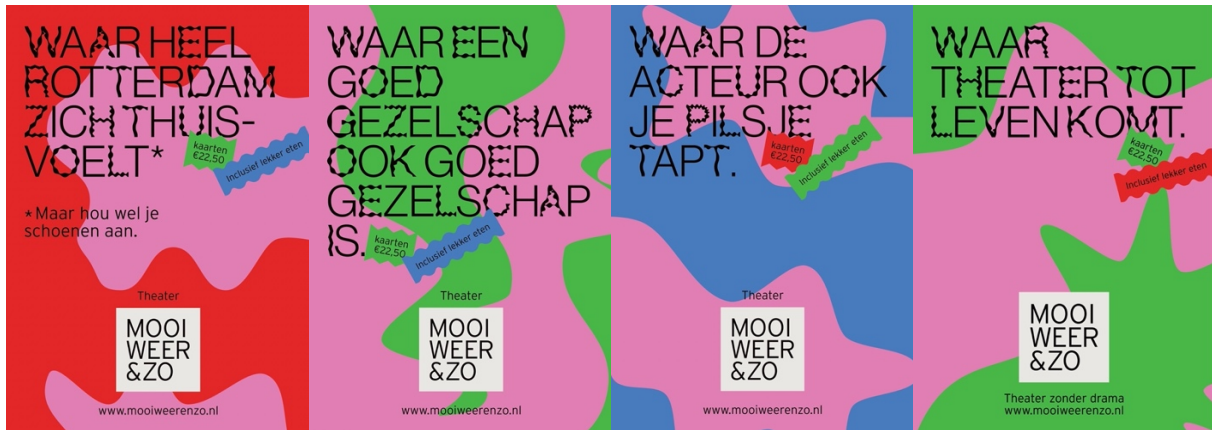 WAAR HEEL
ROTTERDAM
ZICH THUIS-
VOELT*
kaarten
€22,50
Inclusief lekker eten
*Maar hou wel je
schoenen aan.
Theater
MOOI
WEER
&ZO
www.mooiweerenzo.nl
WAAR EEN
GOED
GEZELSCHAP
OOK GOED
GEZELSCHAP
IS.
kaarten
€22,50
Inclusief lekker eten
Theater
MOOI
WEER
&ZO
www.mooiweerenzo.nl
WAAR DE
ACTEUR OOK
JE PILSJE
TAPT.
kaarten
€22,50
Inclusief lekker eten
Theater
MOOI
WEER
&ZO
www.mooiweerenzo.nl
WAAR
THEATER TOT
LEVEN KOMT.
kaarten
€22,50
Inclusief lekker eten
MOOI
WEER
&ZO
Theater zonder drama
www.mooiweerenzo.nl